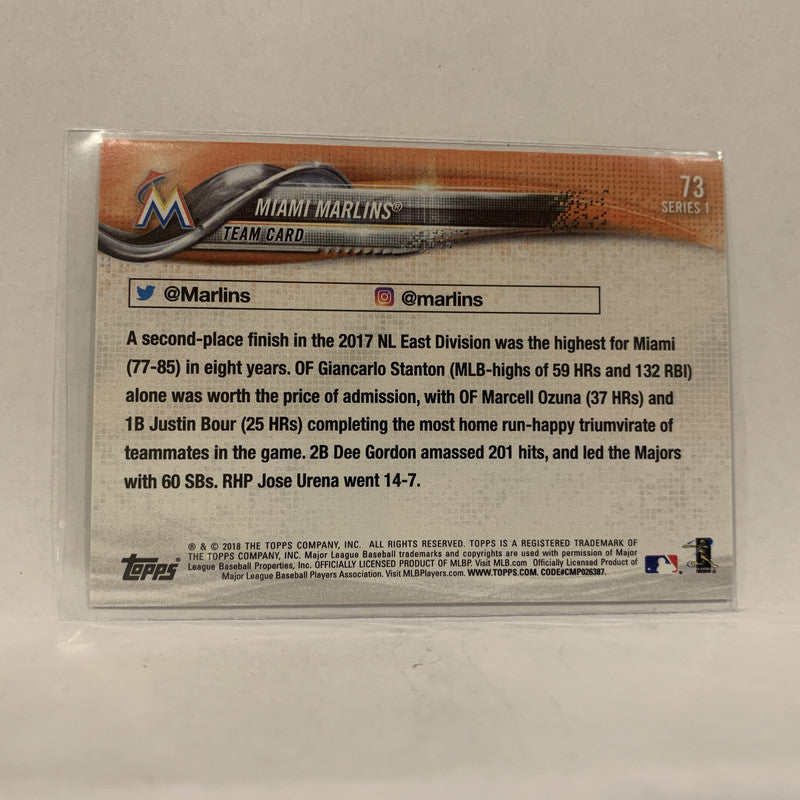 73
SERIES 1
MIAMI MARLINS®
TEAM CARD
@Marlins @marlins
A second-place finish in the 2017 NL East Division was the highest for Miami
(77-85) in eight years. OF Giancarlo Stanton (MLB-highs of 59 HRs and 132 RBI)
alone was worth the price of admission, with OF Marcell Ozuna (37 HRs) and
1B Justin Bour (25 HRs) completing the most home run-happy triumvirate of
teammates in the game. 2B Dee Gordon amassed 201 hits, and led the Majors
with 60 SBs. RHP Jose Urena went 14-7.
Topps®
® & © 2018 THE TOPPS COMPANY, INC. ALL RIGHTS RESERVED. TOPPS IS A REGISTERED TRADEMARK OF
THE TOPPS COMPANY, INC. Major League Baseball trademarks and copyrights are used with permission of Major
League Baseball Properties, Inc. OFFICIALLY LICENSED PRODUCT OF MLBP. Visit MLB.com Officially Licensed Product of
Major League Baseball Players Association. Visit MLBPlayers.com. WWW.TOPPS.COM. CODE#CMP026387.